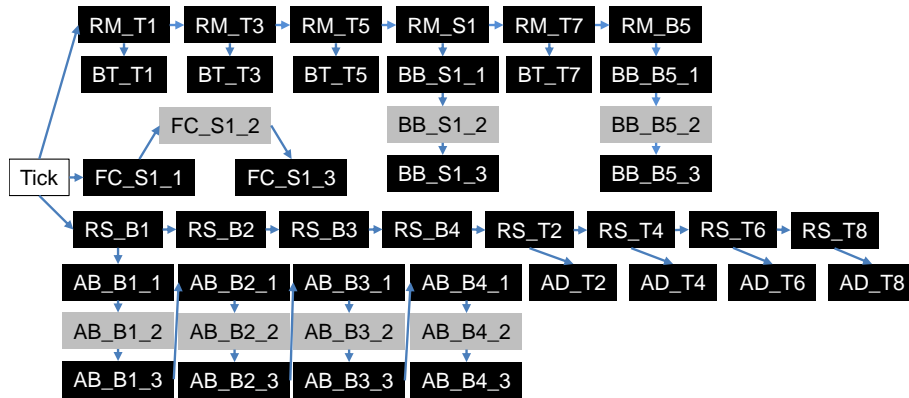 RM_T1 RM_T3 RM_T5 RM_S1 RM_T7 RM_B5
BT_T1 BT_T3 BT_T5 BB_S1_1 BT_T7 BB_B5_1
FC_S1_2 BB_S1_2 BB_B5_2
Tick FC_S1_1 FC_S1_3 BB_S1_3 BB_B5_3
RS_B1 RS_B2 RS_B3 RS_B4 RS_T2 RS_T4 RS_T6 RS_T8
AB_B1_1 AB_B2_1 AB_B3_1 AB_B4_1 AD_T2 AD_T4 AD_T6 AD_T8
AB_B1_2 AB_B2_2 AB_B3_2 AB_B4_2
AB_B1_3 AB_B2_3 AB_B3_3 AB_B4_3